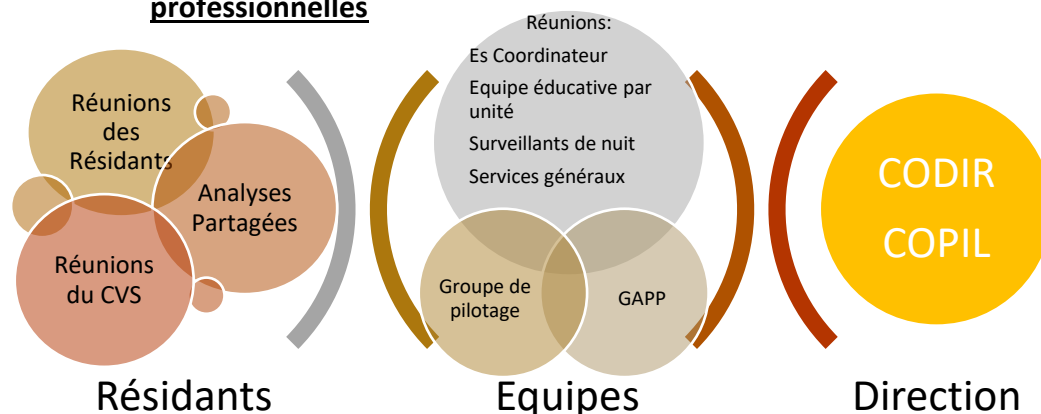 professionnelles
Réunions
des
Résidants
Analyses
Partagées
Réunions
du CVS
Résidants
Réunions:
Es Coordinateur
Equipe éducative par
unité
Surveillants de nuit
Services généraux
Groupe de
pilotage
GAPP
Equipes
CODIR
COPIL
Direction